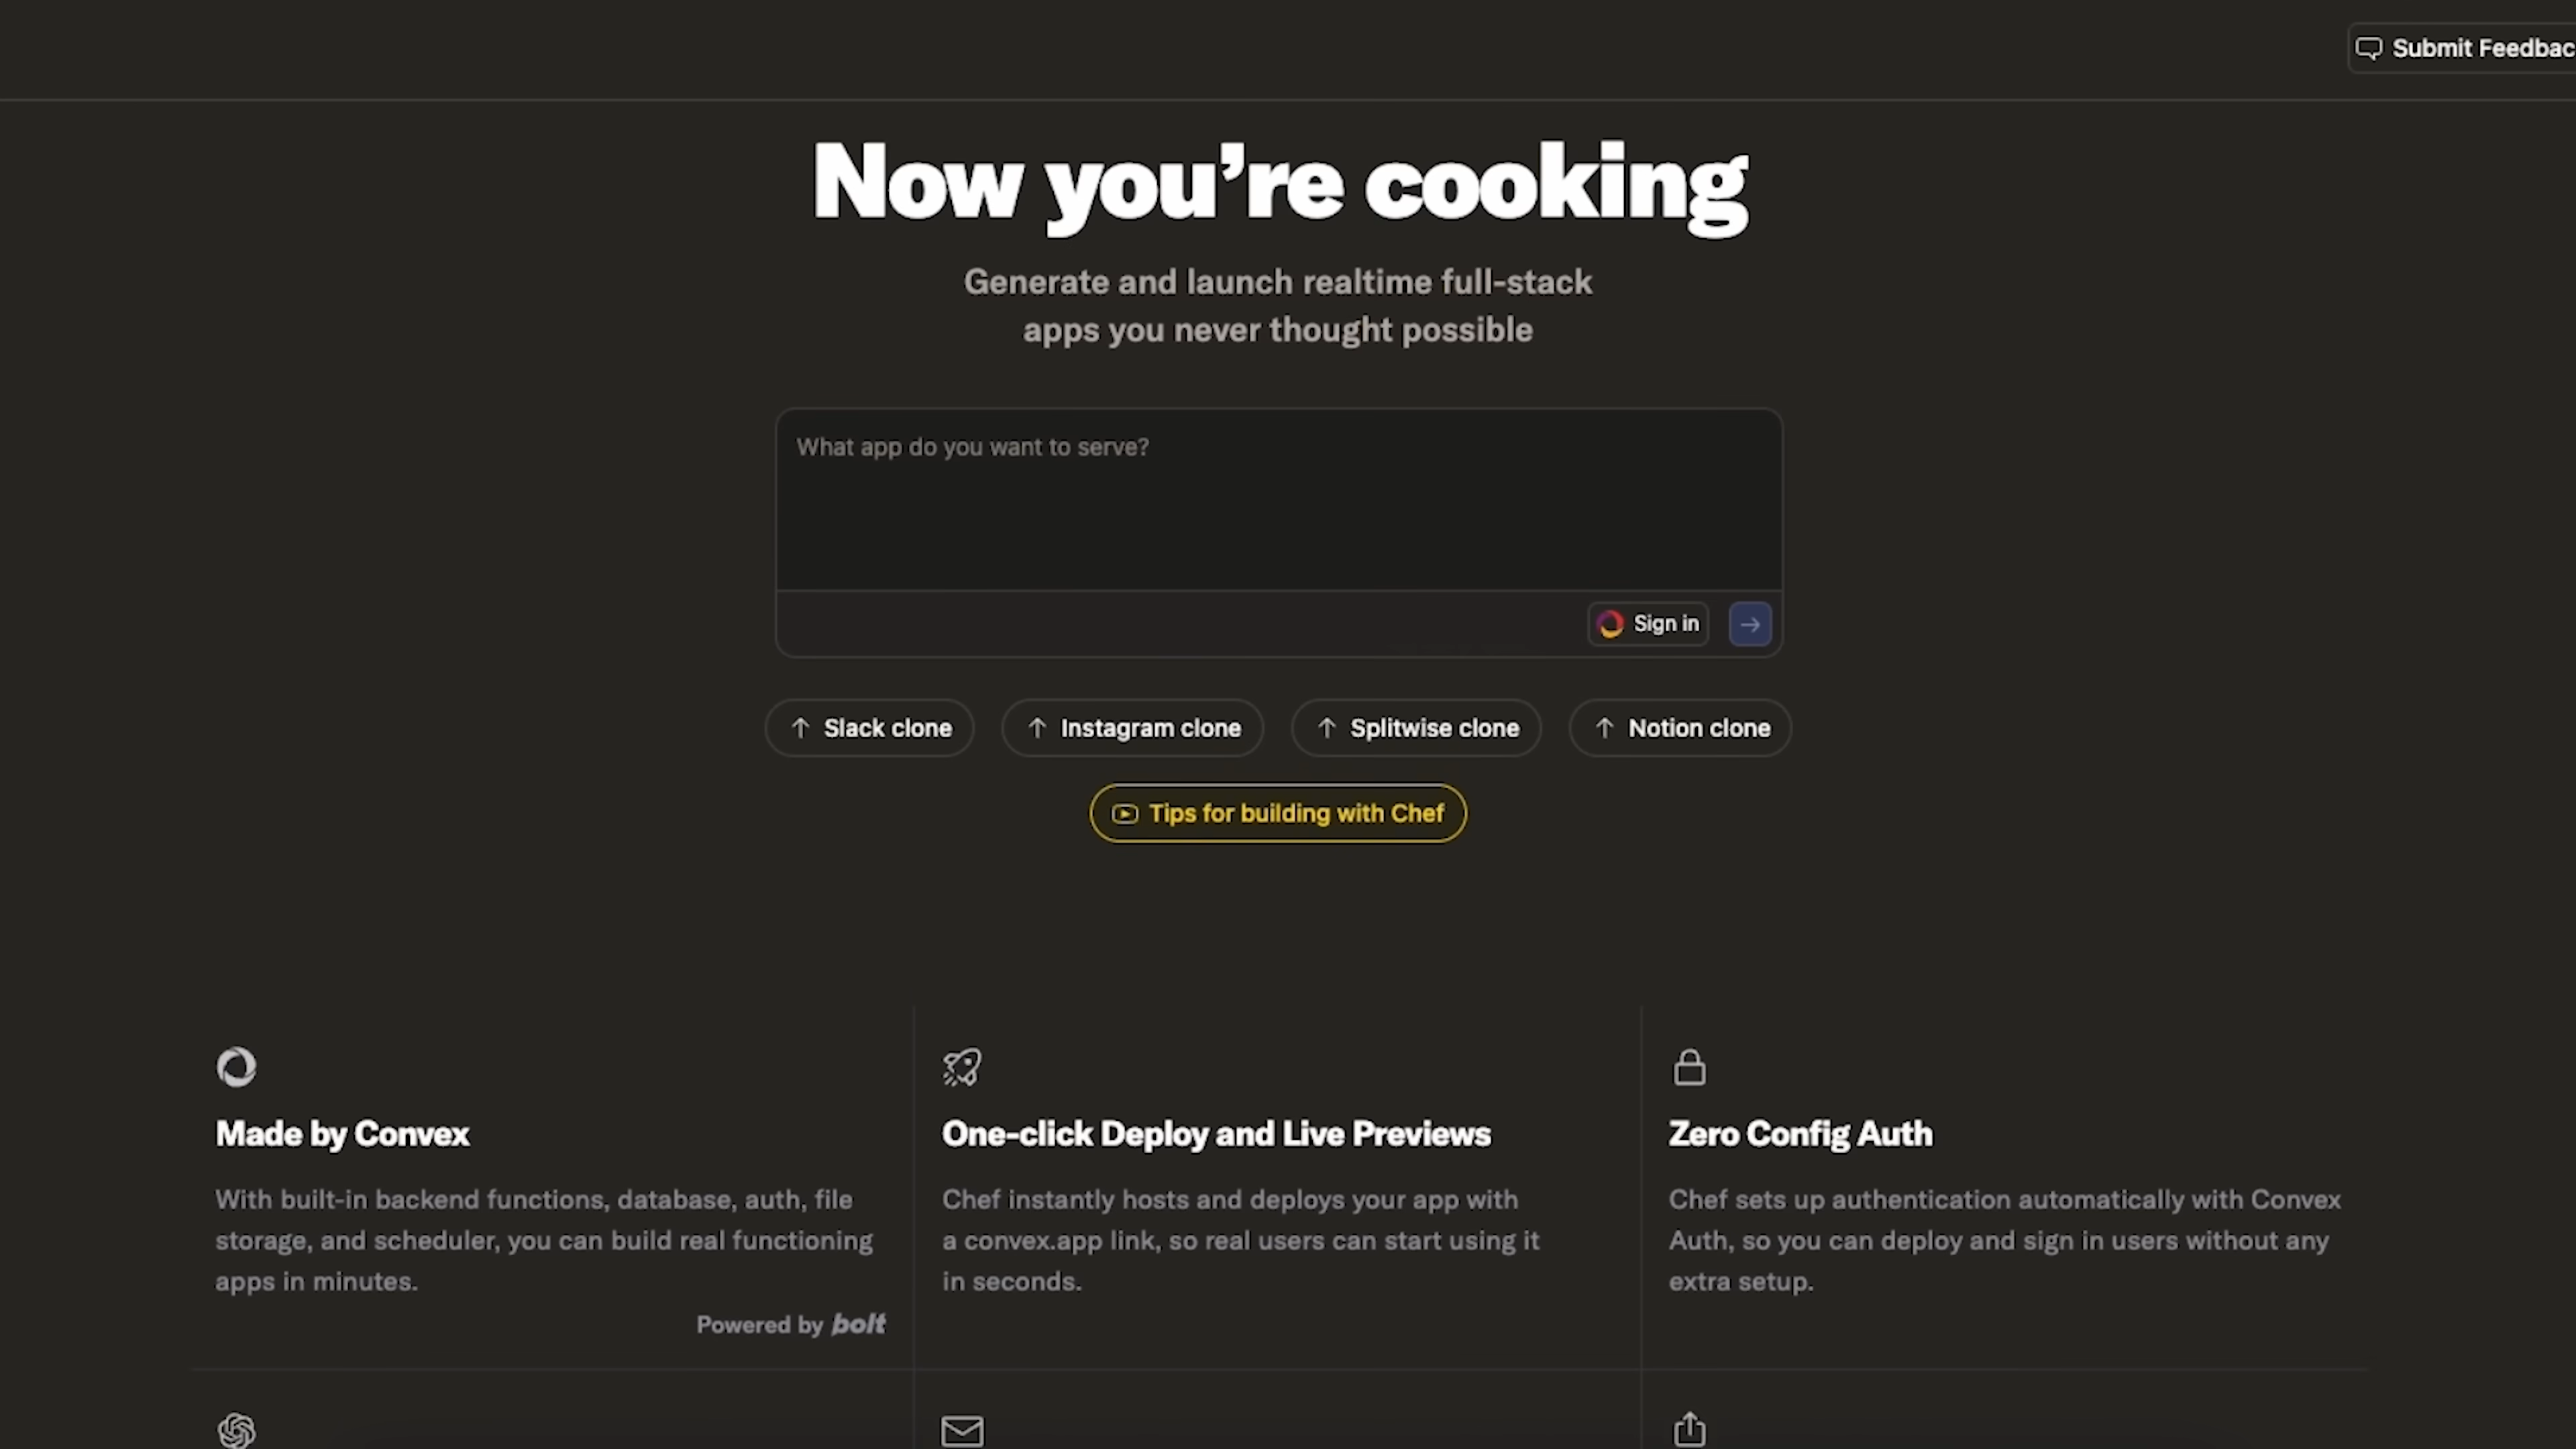 Submit Feedbac
Now you’re cooking
Generate and launch realtime full-stack
apps you never thought possible
What app do you want to serve?
Sign in
Slack clone
Instagram clone
Splitwise clone
Notion clone
Tips for building with Chef
Made by Convex
With built-in backend functions, database, auth, file
storage, and scheduler, you can build real functioning
apps in minutes.
Powered by bolt
One-click Deploy and Live Previews
Chef instantly hosts and deploys your app with
a convex.app link, so real users can start using it
in seconds.
Zero Config Auth
Chef sets up authentication automatically with Convex
Auth, so you can deploy and sign in users without any
extra setup.